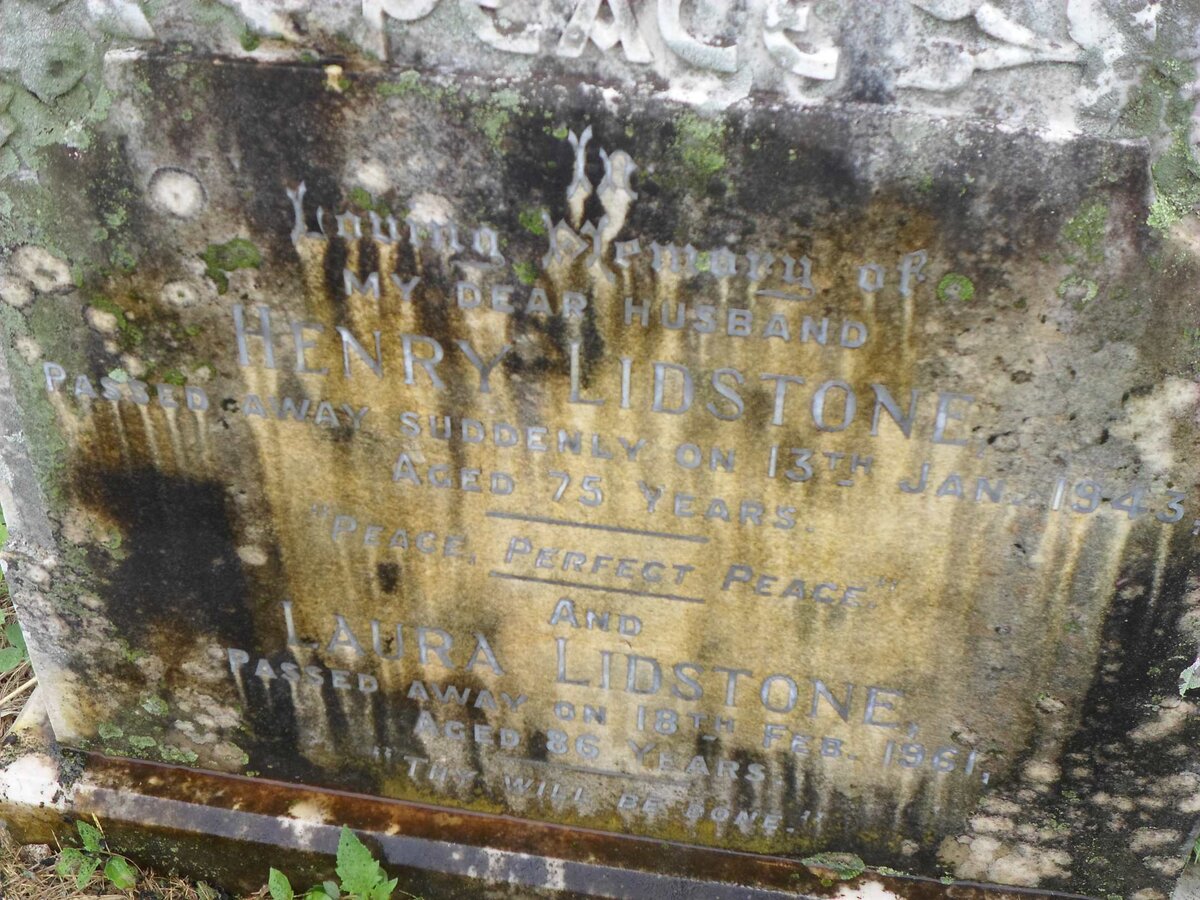 PEACE
In
Loving Memory of
MY DEAR HUSBAND
HENRY LIDSTONE,
PASSED AWAY SUDDENLY ON 13TH JAN. 1943
AGED 75 YEARS.
"PEACE, PERFECT PEACE."
AND
LAURA LIDSTONE,
PASSED AWAY ON 18TH FEB. 1961,
AGED 86 YEARS.
"THY WILL BE DONE."